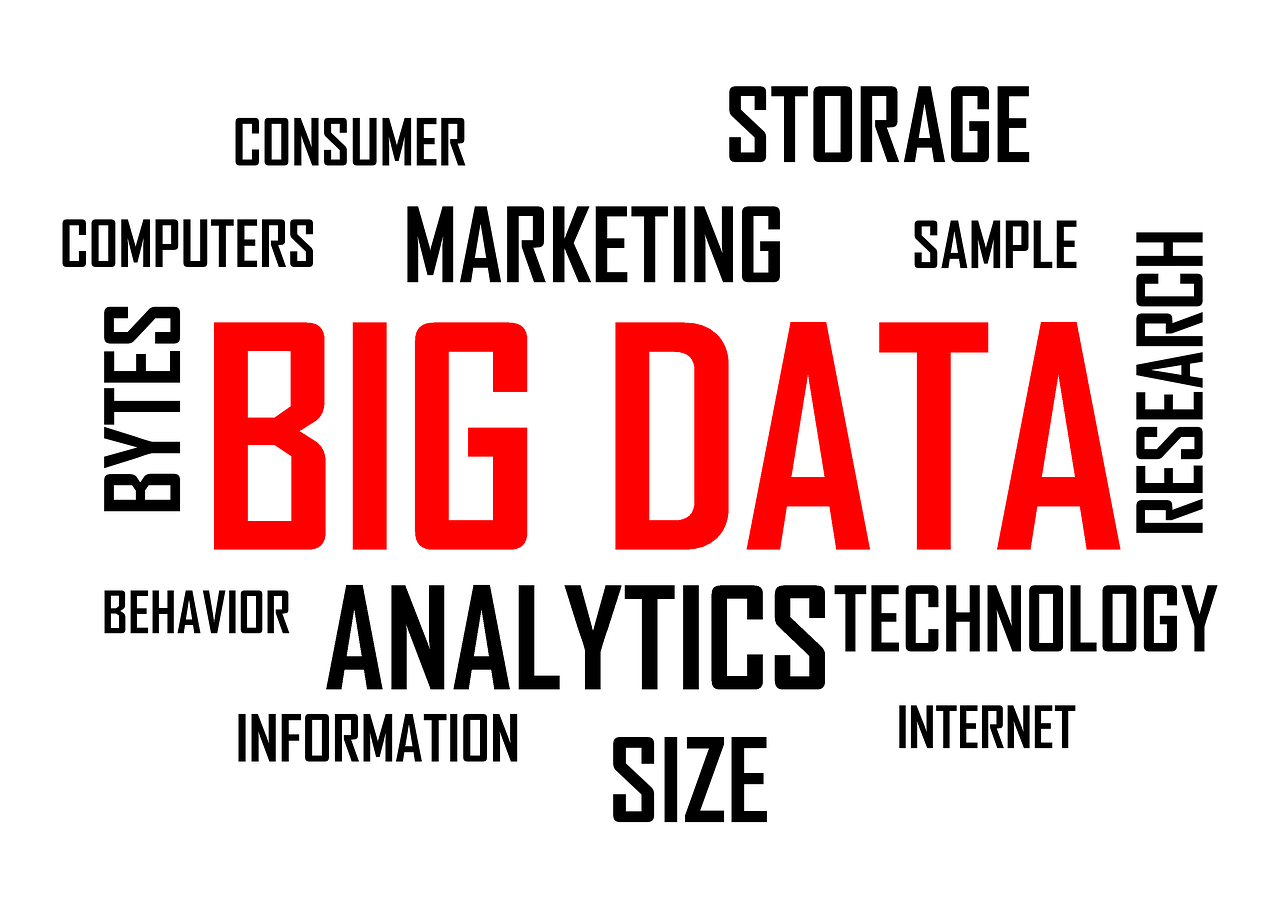 STORAGE
CONSUMER
MARKETING
COMPUTERS
SAMPLE
RESEARCH
BYTES
BIG DATA
BEHAVIOR
ANALYTICS
TECHNOLOGY
INFORMATION
INTERNET
SIZE